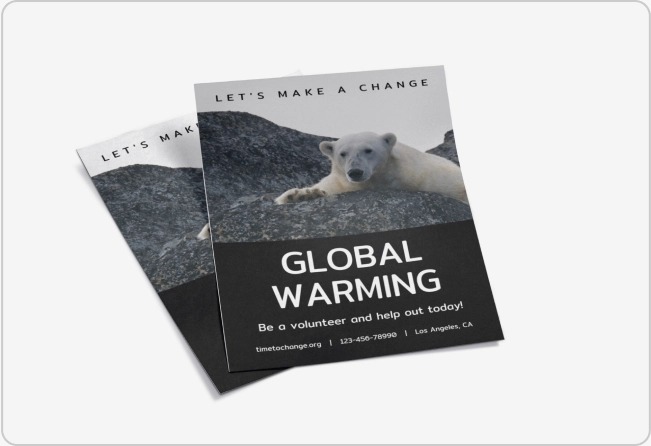 LET'S MAKE A CHANGE
GLOBAL
WARMING
Be a volunteer and help out today!
timetochange.org | 123-456-78990 | Los Angeles, CA
LET'S MAK